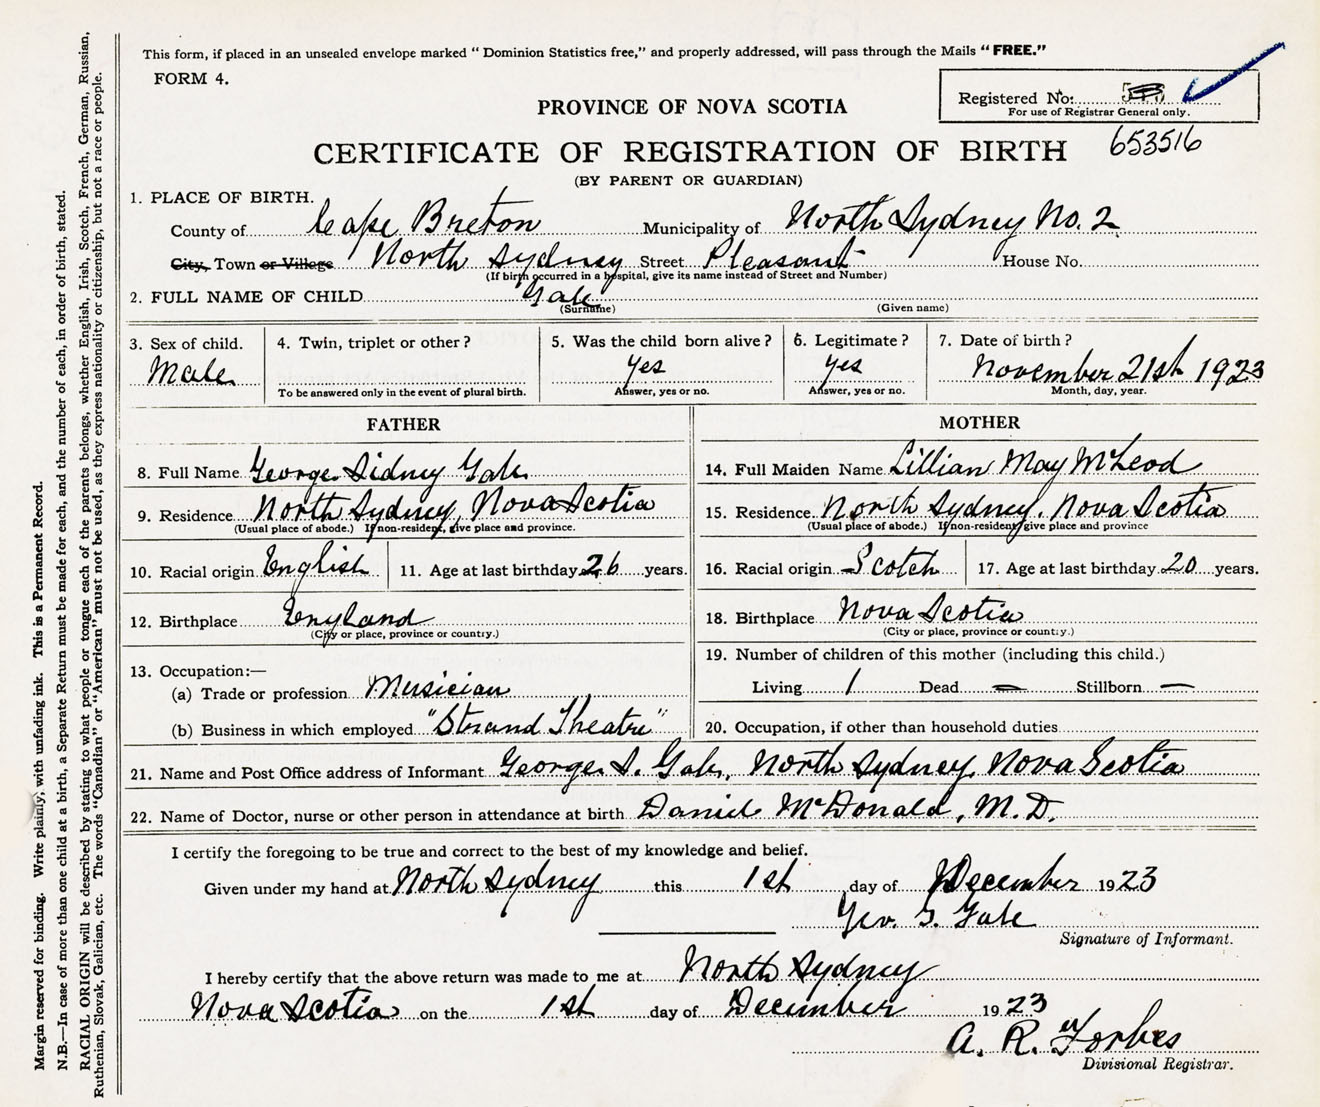 This form, if placed in an unsealed envelope marked "Dominion Statistics free," and properly addressed, will pass through the Mails "FREE."
FORM 4.
Registered No:
For use of Registrar General only.
PROVINCE OF NOVA SCOTIA
653516
CERTIFICATE OF REGISTRATION OF BIRTH
(BY PARENT OR GUARDIAN)
1. PLACE OF BIRTH.
County of Cape Breton Municipality of North Sydney No. 2
City, Town or Village North Sydney Street Pleasant House No.
(If birth occurred in a hospital, give its name instead of Street and Number)
2. FULL NAME OF CHILD Gale
(Surname) (Given name)
3. Sex of child. 4. Twin, triplet or other? 5. Was the child born alive? 6. Legitimate? 7. Date of birth?
Male Yes Yes November 21st 1923
To be answered only in the event of plural birth. Answer, yes or no. Answer, yes or no. Month, day, year.
FATHER
8. Full Name George Sidney Gale
9. Residence North Sydney, Nova Scotia
(Usual place of abode.) If non-resident, give place and province.
10. Racial origin English 11. Age at last birthday 26 years.
12. Birthplace England
(City or place, province or country.)
13. Occupation:—
(a) Trade or profession Musician
(b) Business in which employed "Strand Theatre"
MOTHER
14. Full Maiden Name Lillian May McLeod
15. Residence North Sydney, Nova Scotia
(Usual place of abode.) If non-resident give place and province
16. Racial origin Scotch 17. Age at last birthday 20 years.
18. Birthplace Nova Scotia
(City or place, province or country.)
19. Number of children of this mother (including this child.)
Living 1 Dead — Stillborn —
20. Occupation, if other than household duties
21. Name and Post Office address of Informant George S. Gale, North Sydney, Nova Scotia
22. Name of Doctor, nurse or other person in attendance at birth Daniel McDonald, M.D.
I certify the foregoing to be true and correct to the best of my knowledge and belief.
Given under my hand at North Sydney this 1st day of December 1923
Geo. S. Gale
Signature of Informant.
I hereby certify that the above return was made to me at North Sydney
Nova Scotia on the 1st day of December 1923
A. R. Forbes
Divisional Registrar.
Margin reserved for binding. Write plainly, with unfading ink. This is a Permanent Record.
N.B.—In case of more than one child at a birth, a Separate Return must be made for each, and the number of each, in order of birth, stated.
RACIAL ORIGIN will be described by stating to what people or tongue each of the parents belongs, whether English, Irish, Scotch, French, German, Russian,
Ruthenian, Slovak, Galician, etc. The words "Canadian" or "American" must not be used, as they express nationality or citizenship, but not a race or people.